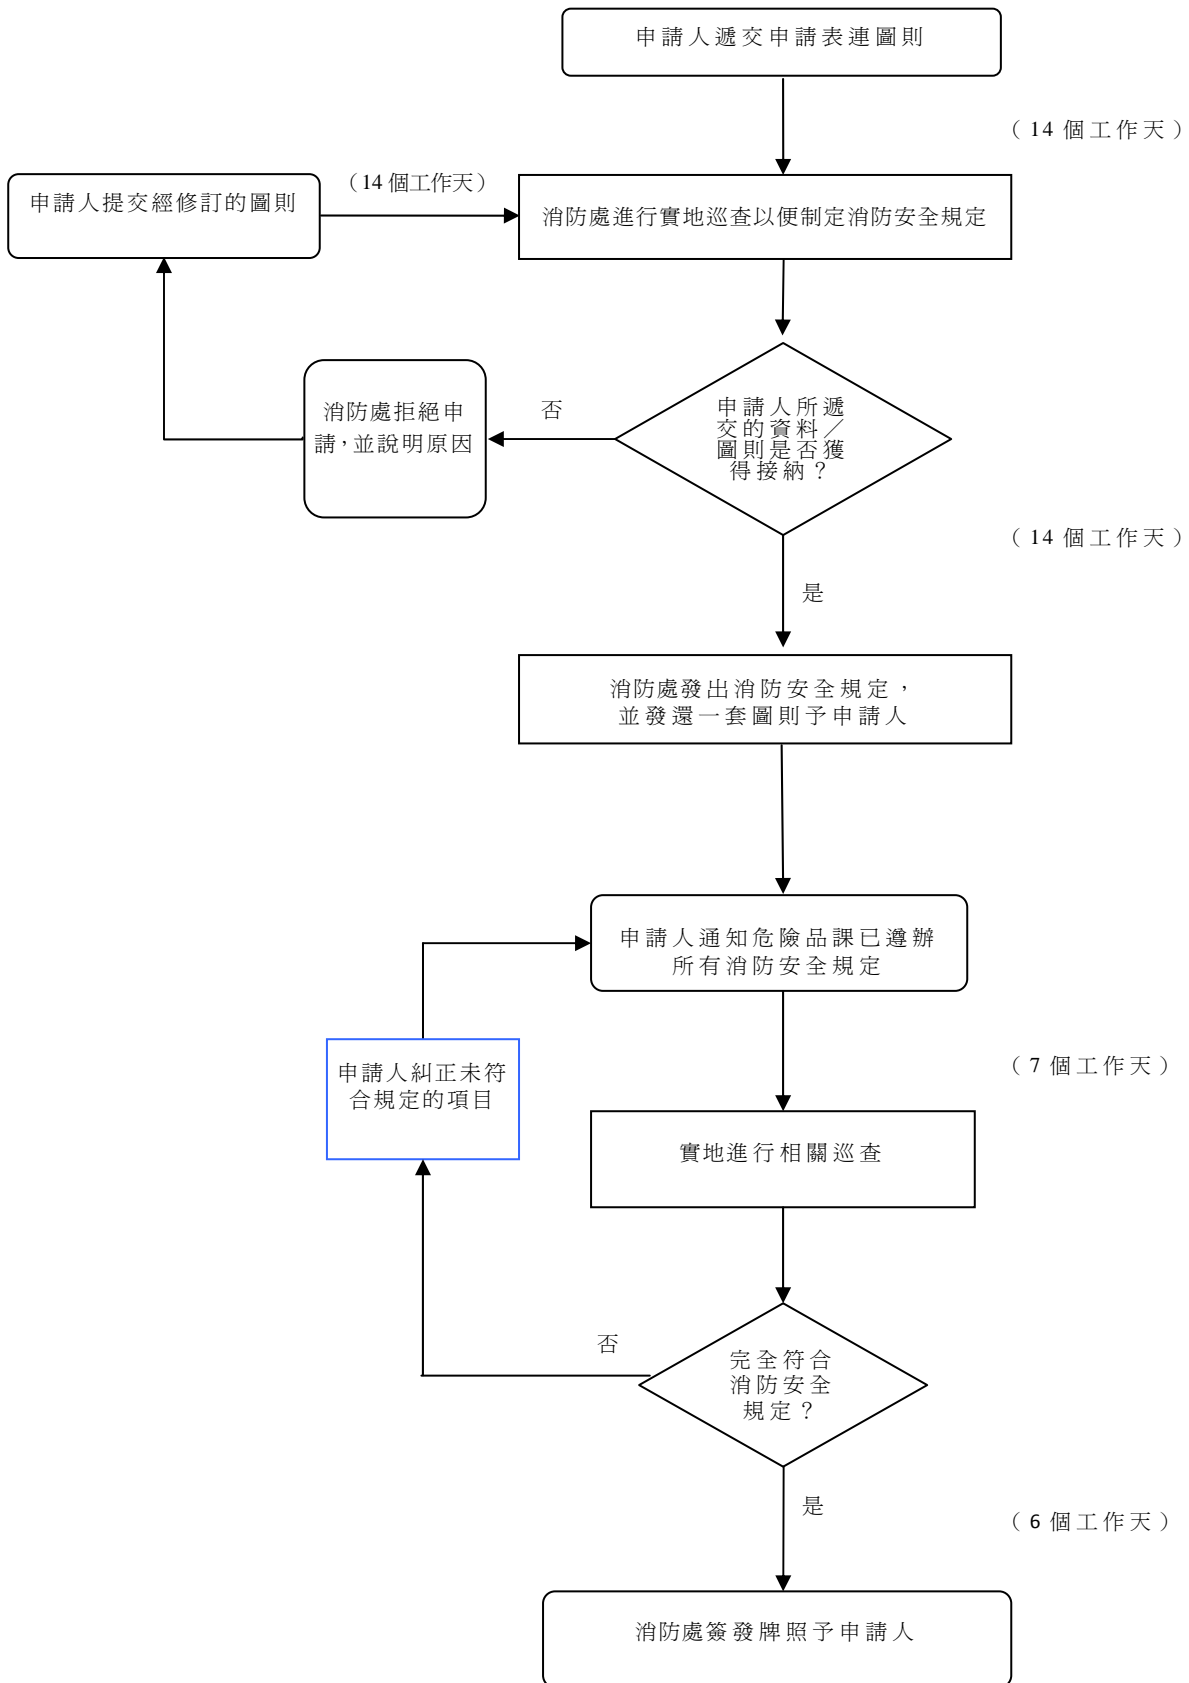 申請人遞交申請表連圖則
（14 個工作天）
申請人提交經修訂的圖則
（14 個工作天）
消防處進行實地巡查以便制定消防安全規定
消防處拒絕申
請，並說明原因
否
申請人所遞
交的資料／
圖則是否獲
得接納？
（14 個工作天）
是
消防處發出消防安全規定，
並發還一套圖則予申請人
申請人通知危險品課已遵辦
所有消防安全規定
申請人糾正未符
合規定的項目
（7 個工作天）
實地進行相關巡查
否
完全符合
消防安全
規定？
是
（6 個工作天）
消防處簽發牌照予申請人